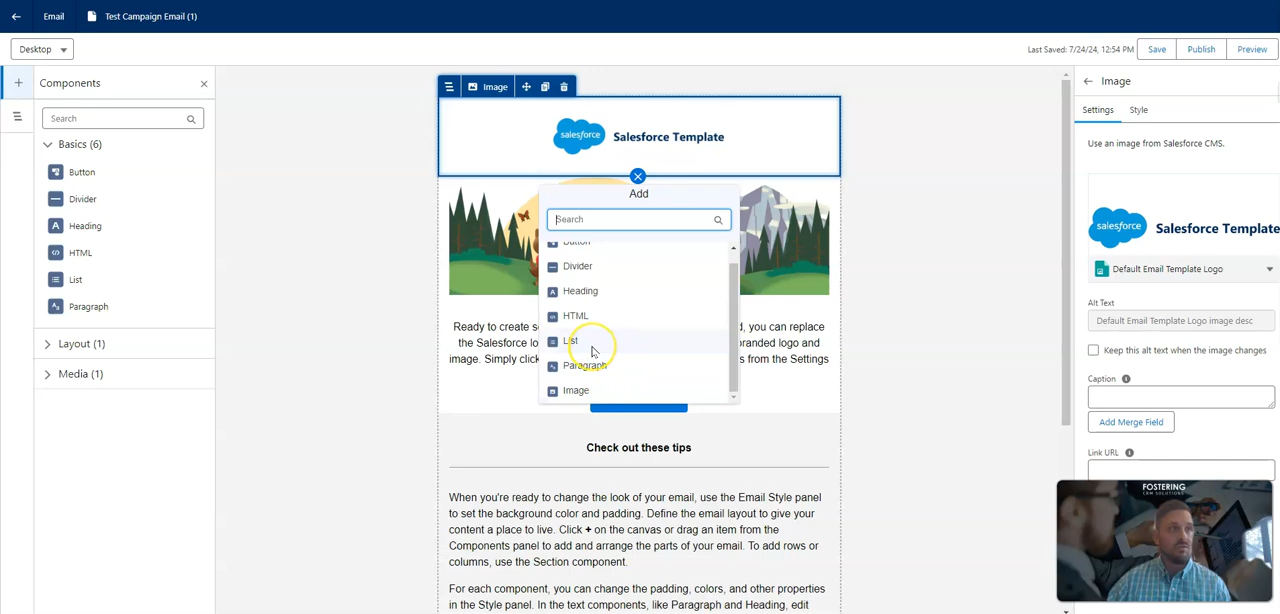 Email
Test Campaign Email (1)
Desktop
Last Saved: 7/24/24, 12:54 PM
Save
Publish
Preview
Components
Search
Basics (6)
Button
Divider
Heading
HTML
List
Paragraph
Layout (1)
Media (1)
Image
salesforce
Salesforce Template
Add
Search
Button
Divider
Heading
HTML
List
Paragraph
Image
Ready to create s
d, you can replace
the Salesforce lo
randed logo and
image. Simply click
s from the Settings
Check out these tips
When you're ready to change the look of your email, use the Email Style panel
to set the background color and padding. Define the email layout to give your
content a place to live. Click + on the canvas or drag an item from the
Components panel to add and arrange the parts of your email. To add rows or
columns, use the Section component.
For each component, you can change the padding, colors, and other properties
in the Style panel. In the text components, like Paragraph and Heading, edit
Image
Settings
Style
Use an image from Salesforce CMS.
salesforce
Salesforce Template
Default Email Template Logo
Alt Text
Default Email Template Logo image desc
Keep this alt text when the image changes
Caption
Add Merge Field
Link URL
FOSTERING
CRM SOLUTIONS